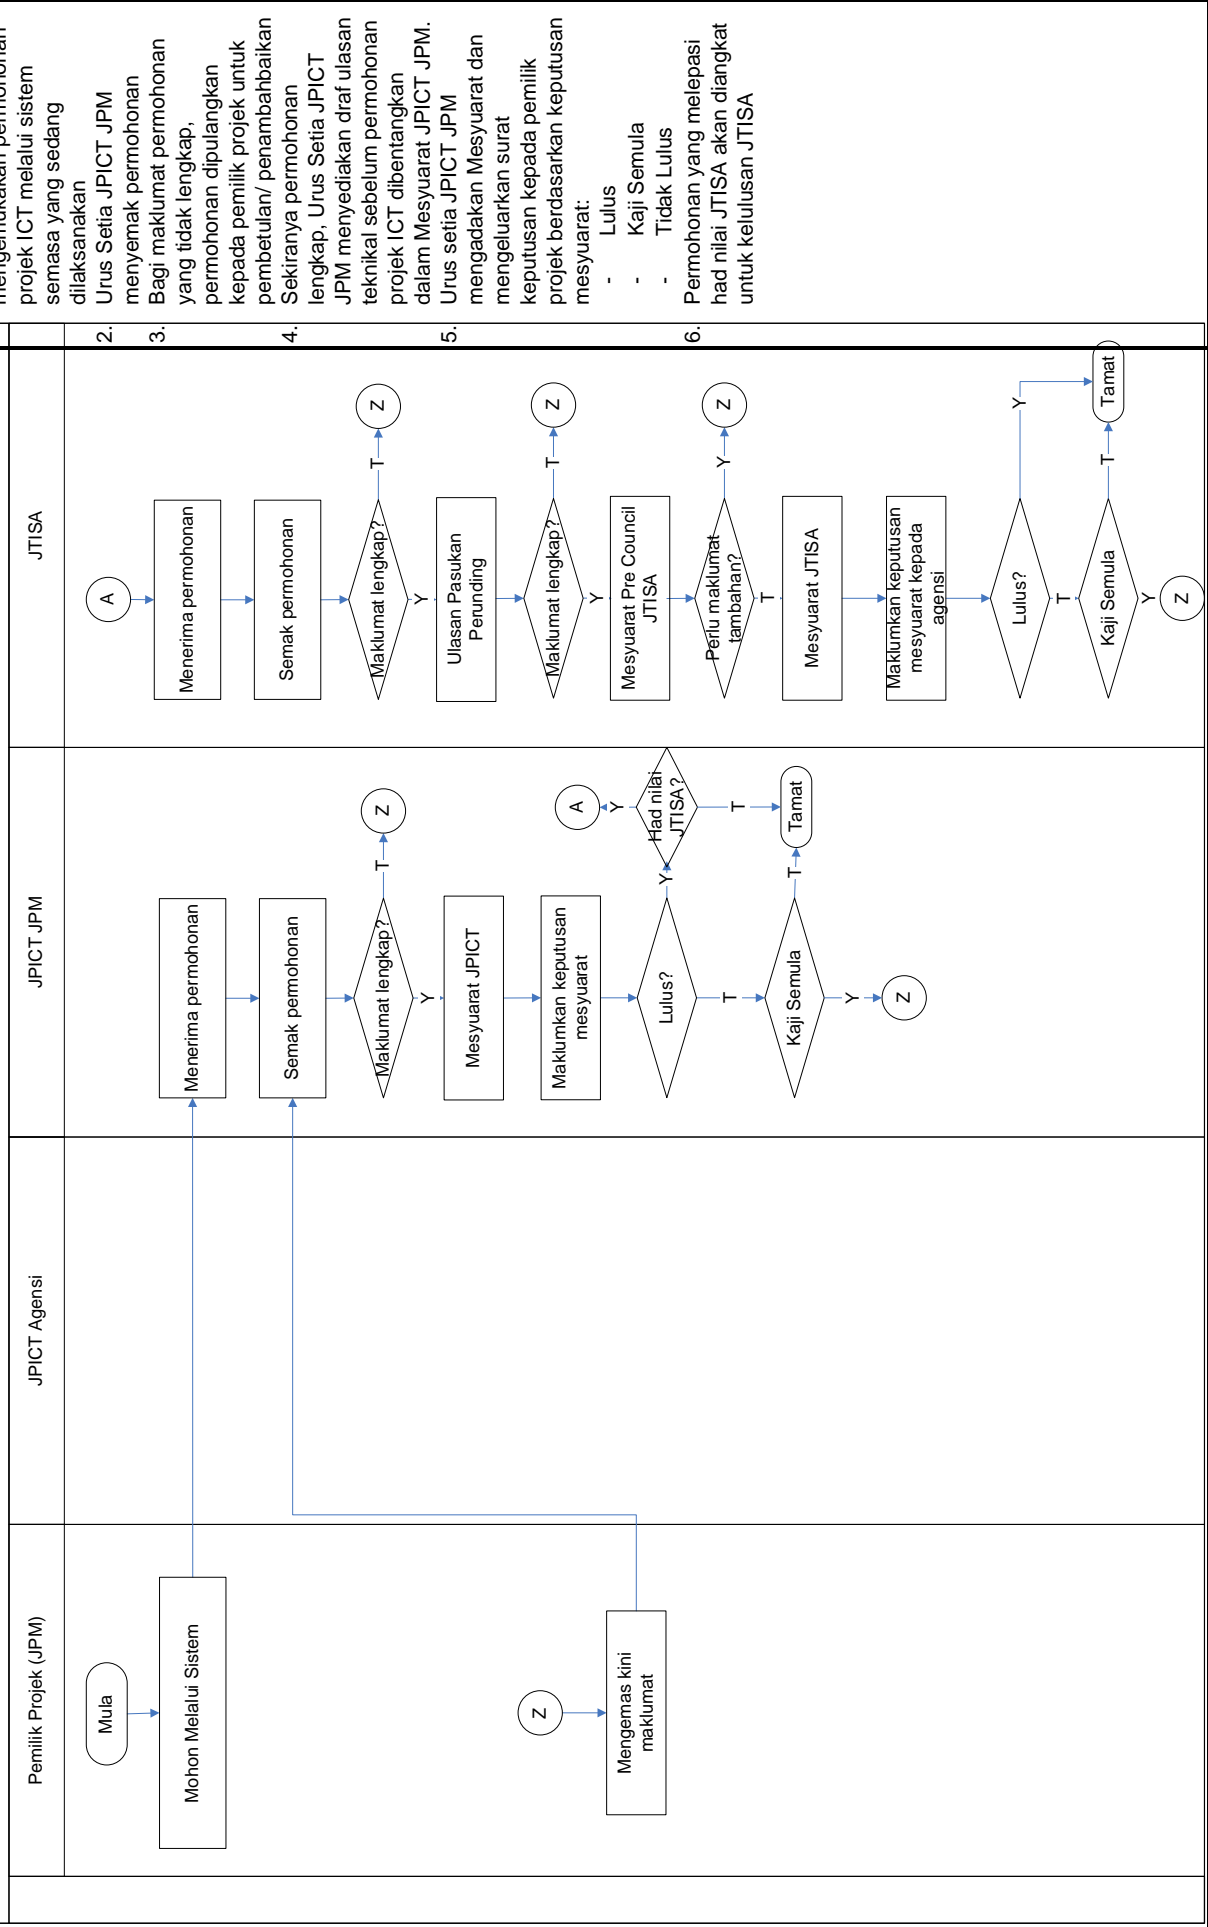 Pemilik Projek (JPM)
JPICT Agensi
JPICT JPM
JTISA
Mula
Mohon Melalui Sistem
Z
Mengemas kini
maklumat
Menerima permohonan
Semak permohonan
Maklumat lengkap?
T
Z
Y
Mesyuarat JPICT
Maklumkan keputusan
mesyuarat
Lulus?
Y
Had nilai
JTISA?
Y
A
T
T
Kaji Semula
T
Tamat
Y
Z
A
Menerima permohonan
Semak permohonan
Maklumat lengkap?
T
Z
Y
Ulasan Pasukan
Perunding
Maklumat lengkap?
T
Z
Y
Mesyuarat Pre Council
JTISA
Perlu maklumat
tambahan?
Y
Z
T
Mesyuarat JTISA
Maklumkan keputusan
mesyuarat kepada
agensi
Lulus?
Y
T
Kaji Semula
T
Tamat
Y
Z
projek ICT melalui sistem
semasa yang sedang
dilaksanakan
2. Urus Setia JPICT JPM
menyemak permohonan
3. Bagi maklumat permohonan
yang tidak lengkap,
permohonan dipulangkan
kepada pemilik projek untuk
pembetulan/ penambahbaikan
4. Sekiranya permohonan
lengkap, Urus Setia JPICT
JPM menyediakan draf ulasan
teknikal sebelum permohonan
projek ICT dibentangkan
dalam Mesyuarat JPICT JPM.
5. Urus setia JPICT JPM
mengadakan Mesyuarat dan
mengeluarkan surat
keputusan kepada pemilik
projek berdasarkan keputusan
mesyuarat:
- Lulus
- Kaji Semula
- Tidak Lulus
6. Permohonan yang melepasi
had nilai JTISA akan diangkat
untuk kelulusan JTISA